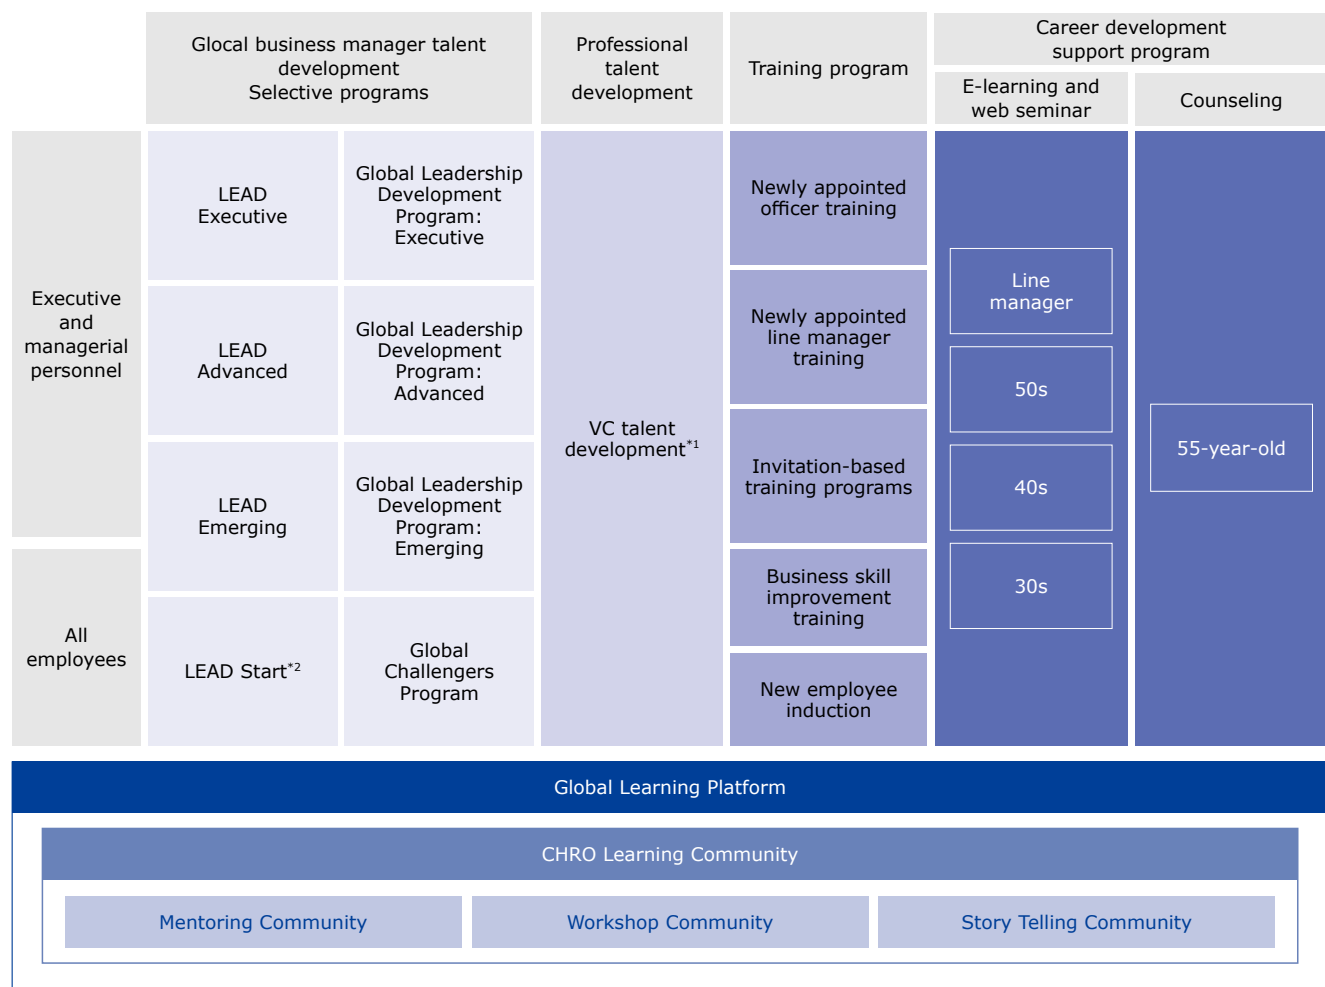 Glocal business manager talent
development
Selective programs
Professional
talent
development
Training program
Career development
support program
E-learning and
web seminar
Counseling
Executive
and
managerial
personnel
LEAD
Executive
Global Leadership
Development
Program:
Executive
LEAD
Advanced
Global Leadership
Development
Program:
Advanced
LEAD
Emerging
Global Leadership
Development
Program:
Emerging
All
employees
LEAD Start*2
Global
Challengers
Program
VC talent
development*1
Newly appointed
officer training
Newly appointed
line manager
training
Invitation-based
training programs
Business skill
improvement
training
New employee
induction
Line
manager
50s
40s
30s
55-year-old
Global Learning Platform
CHRO Learning Community
Mentoring Community
Workshop Community
Story Telling Community